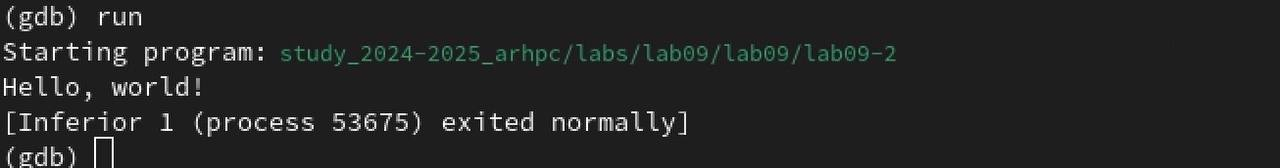 (gdb) run
Starting program: study_2024-2025_arhpc/labs/lab09/lab09/lab09-2
Hello, world!
[Inferior 1 (process 53675) exited normally]
(gdb)